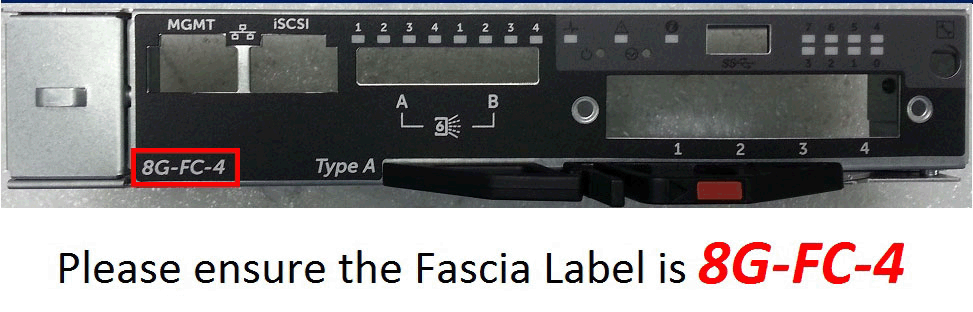 MGMT iSCSI
1 2 3 4 1 2 3 4
7 6 5 4
SS
3 2 1 0
A 6 B
1 2 3 4
8G-FC-4 Type A
Please ensure the Fascia Label is 8G-FC-4